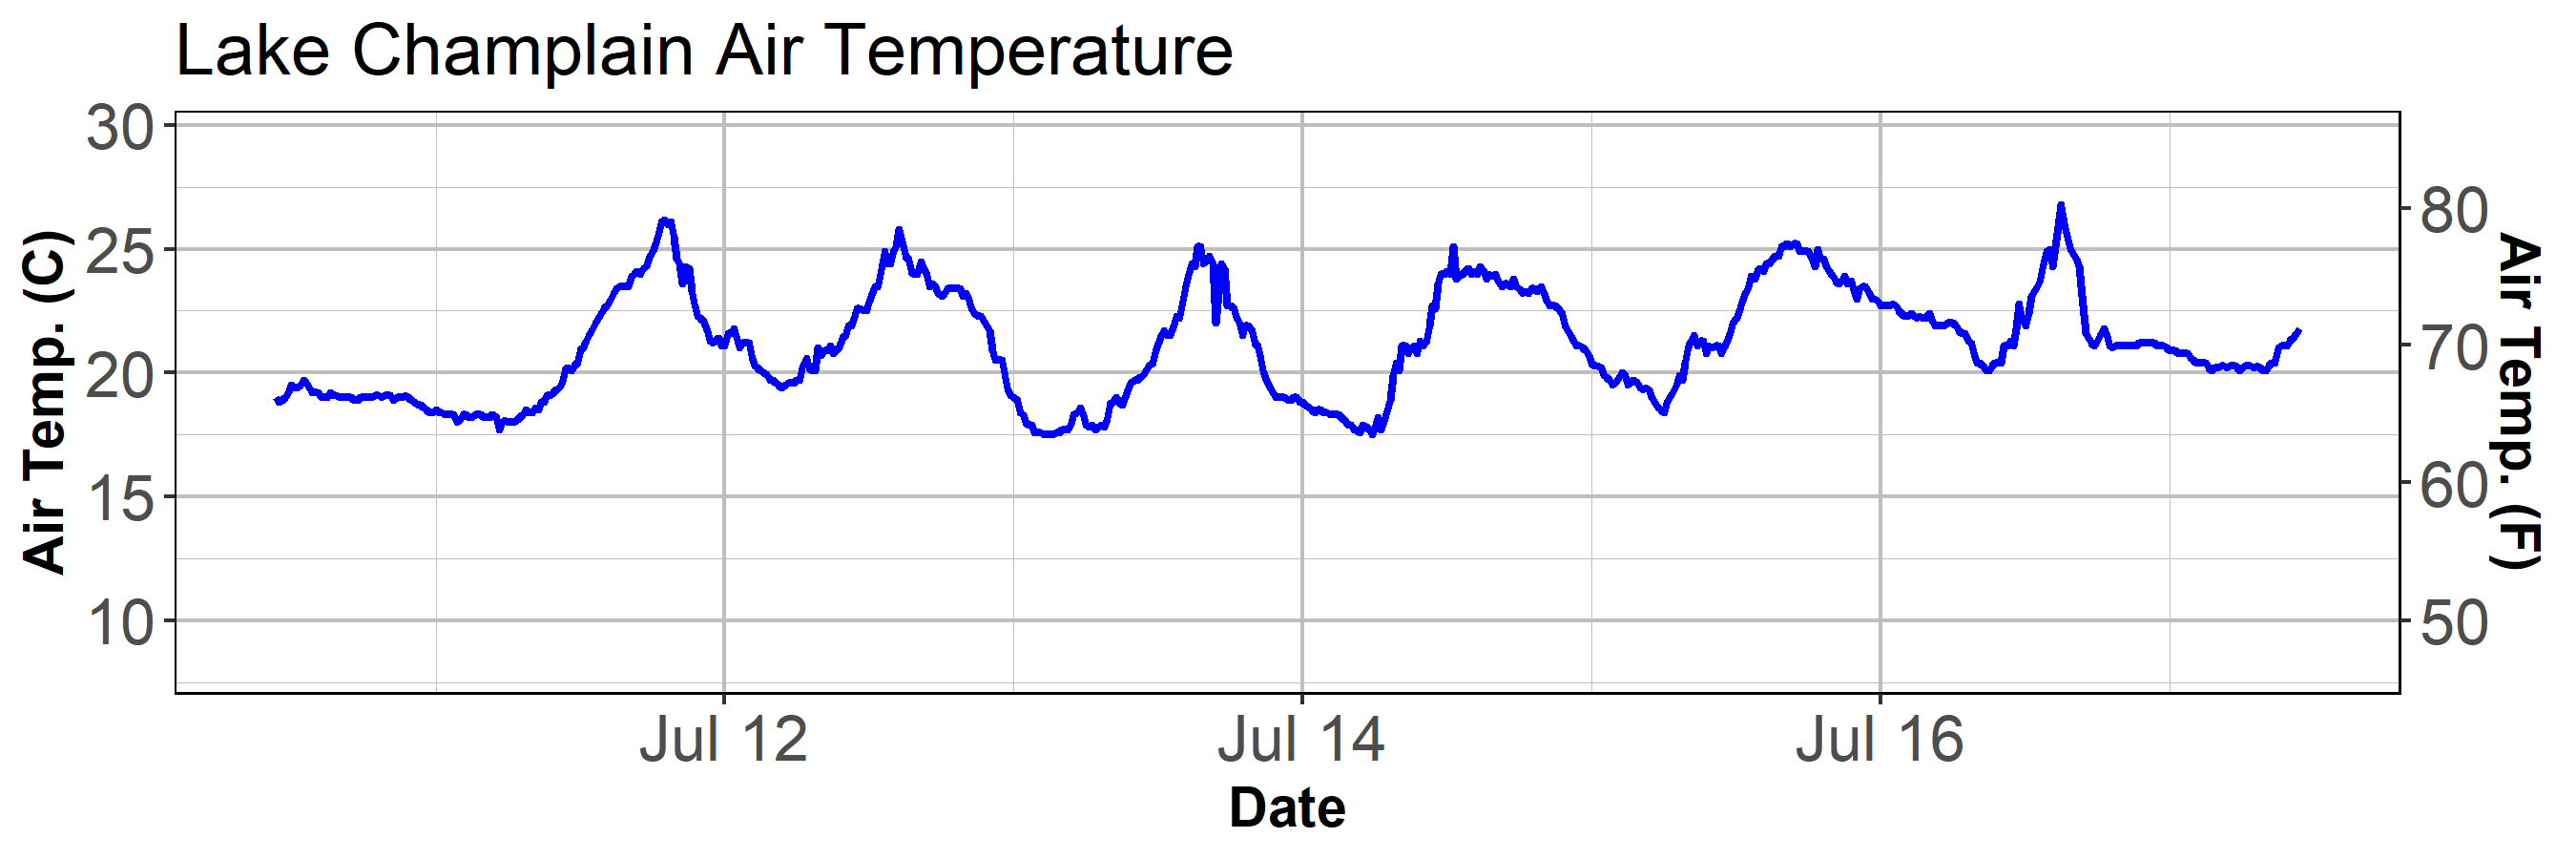 Lake Champlain Air Temperature
30
25
20
15
10
Air Temp. (C)
80
70
60
50
Air Temp. (F)
Jul 12
Jul 14
Jul 16
Date